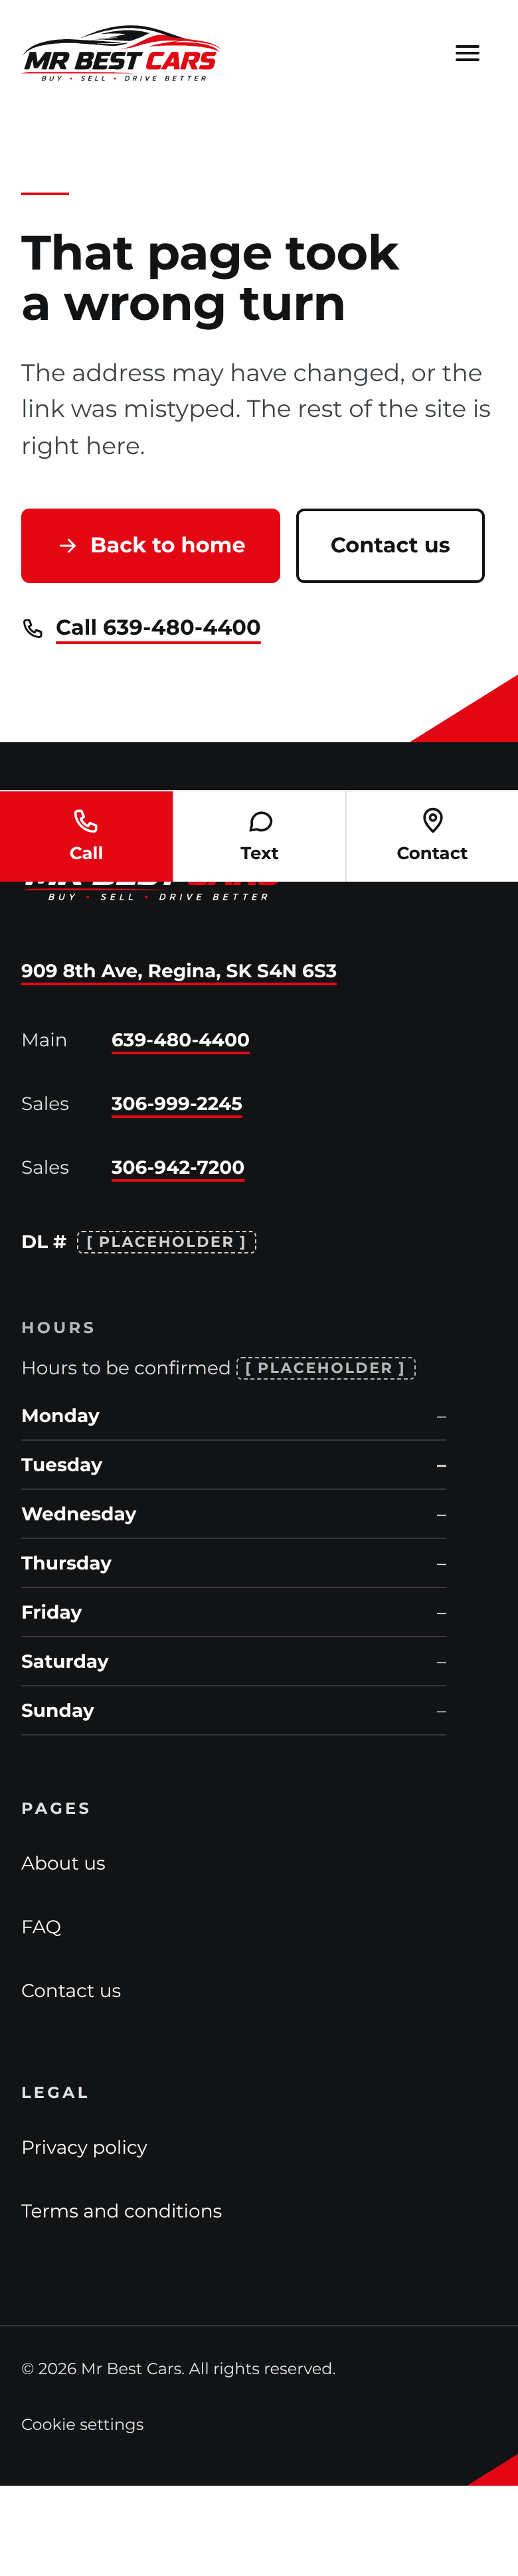 MR BEST CARS
BUY • SELL • DRIVE BETTER
That page took
a wrong turn
The address may have changed, or the
link was mistyped. The rest of the site is
right here.
Back to home
Contact us
Call 639-480-4400
Call
Text
Contact
MR BEST CARS
BUY • SELL • DRIVE BETTER
909 8th Ave, Regina, SK S4N 6S3
Main 639-480-4400
Sales 306-999-2245
Sales 306-942-7200
DL # [ PLACEHOLDER ]
HOURS
Hours to be confirmed [ PLACEHOLDER ]
Monday –
Tuesday –
Wednesday –
Thursday –
Friday –
Saturday –
Sunday –
PAGES
About us
FAQ
Contact us
LEGAL
Privacy policy
Terms and conditions
© 2026 Mr Best Cars. All rights reserved.
Cookie settings